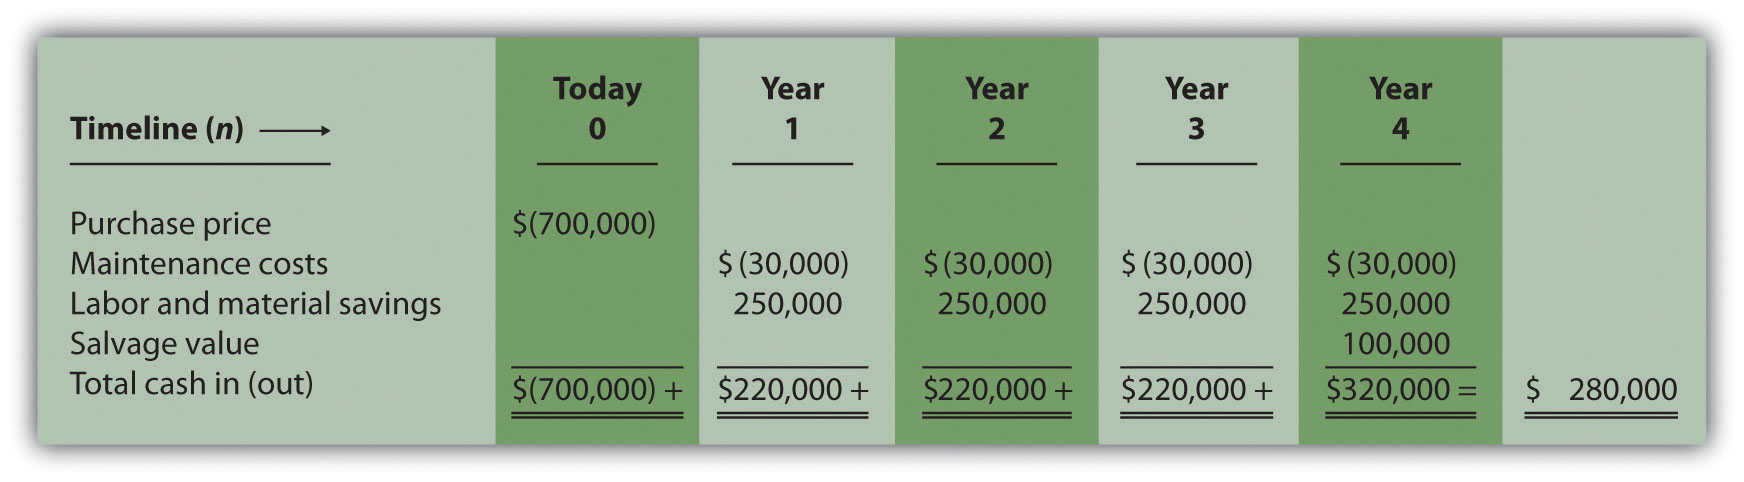 Today Year Year Year Year
Timeline (n) 0 1 2 3 4
Purchase price $(700,000)
Maintenance costs $ (30,000) $ (30,000) $ (30,000) $ (30,000)
Labor and material savings 250,000 250,000 250,000 250,000
Salvage value 100,000
Total cash in (out) $(700,000) + $220,000 + $220,000 + $220,000 + $320,000 = $ 280,000